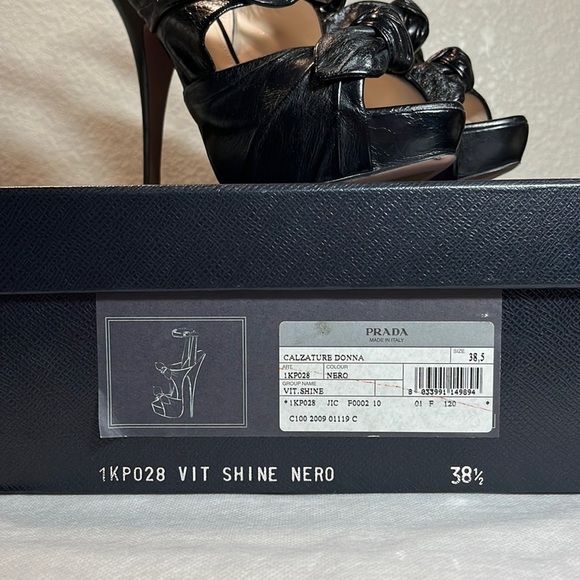 PRADA
MADE IN ITALY
CALZATURE DONNA SIZE 38,5
ART. COLOUR
1KP028 NERO
GROUP NAME
VIT.SHINE 8 033991 149894
*1KP028 JIC F0002 10 01 F 120 *
C100 2009 01119 C
1KP028 VIT SHINE NERO 38½